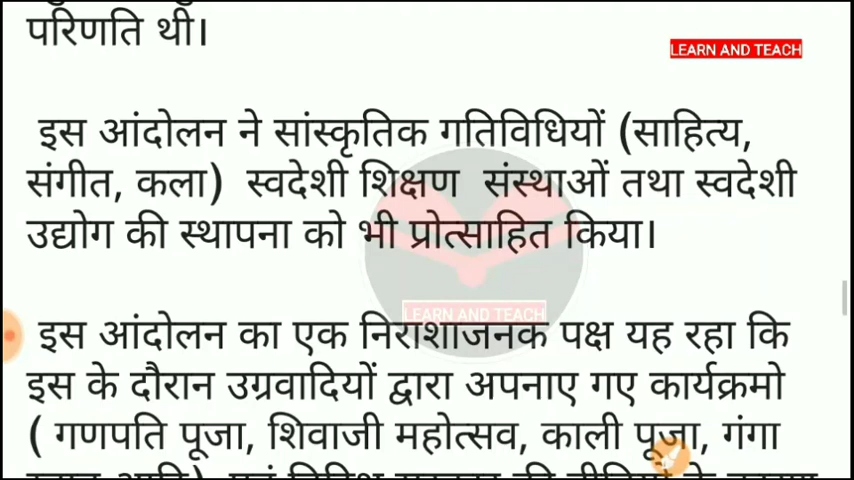 परिणति थी।
LEARN AND TEACH
इस आंदोलन ने सांस्कृतिक गतिविधियों (साहित्य,
संगीत, कला) स्वदेशी शिक्षण संस्थाओं तथा स्वदेशी
उद्योग की स्थापना को भी प्रोत्साहित किया।
LEARN AND TEACH
इस आंदोलन का एक निराशाजनक पक्ष यह रहा कि
इस के दौरान उग्रवादियों द्वारा अपनाए गए कार्यक्रमो
( गणपति पूजा, शिवाजी महोत्सव, काली पूजा, गंगा